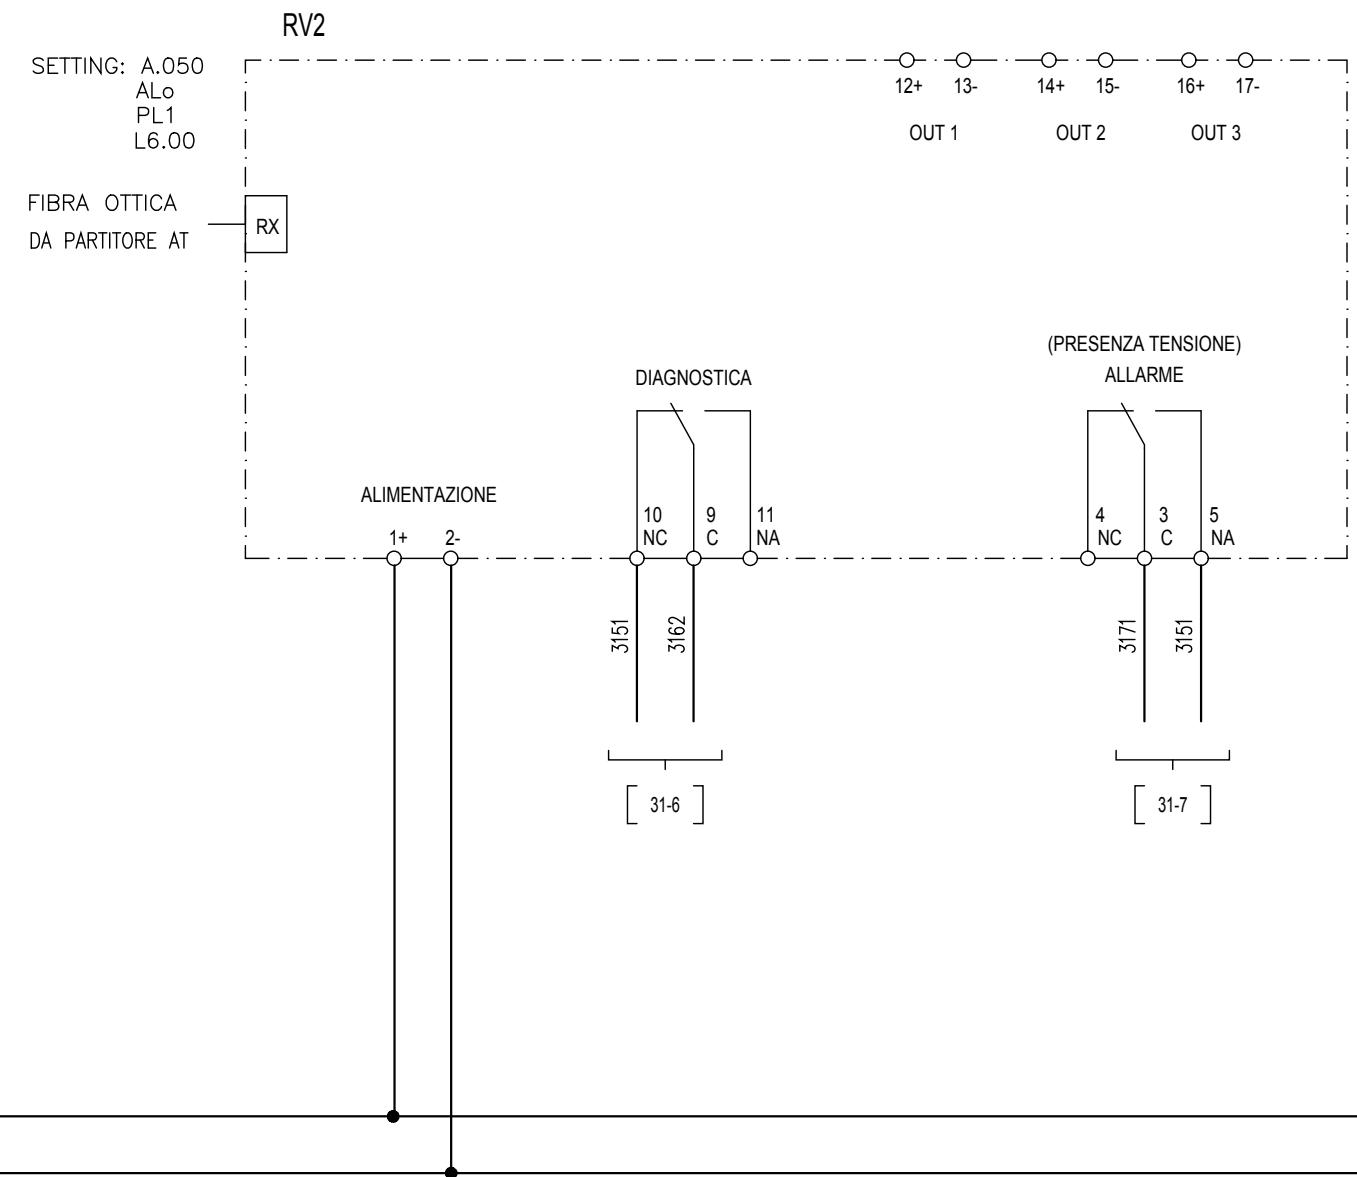 RV2
SETTING: A.050
ALo
PL1
L6.00
12+ 13- 14+ 15- 16+ 17-
OUT 1 OUT 2 OUT 3
FIBRA OTTICA
DA PARTITORE AT
RX
(PRESENZA TENSIONE)
ALLARME
DIAGNOSTICA
ALIMENTAZIONE
1+ 2-
10 9 11
NC C NA
4 3 5
NC C NA
3151 3162
3171 3151
31-6
31-7